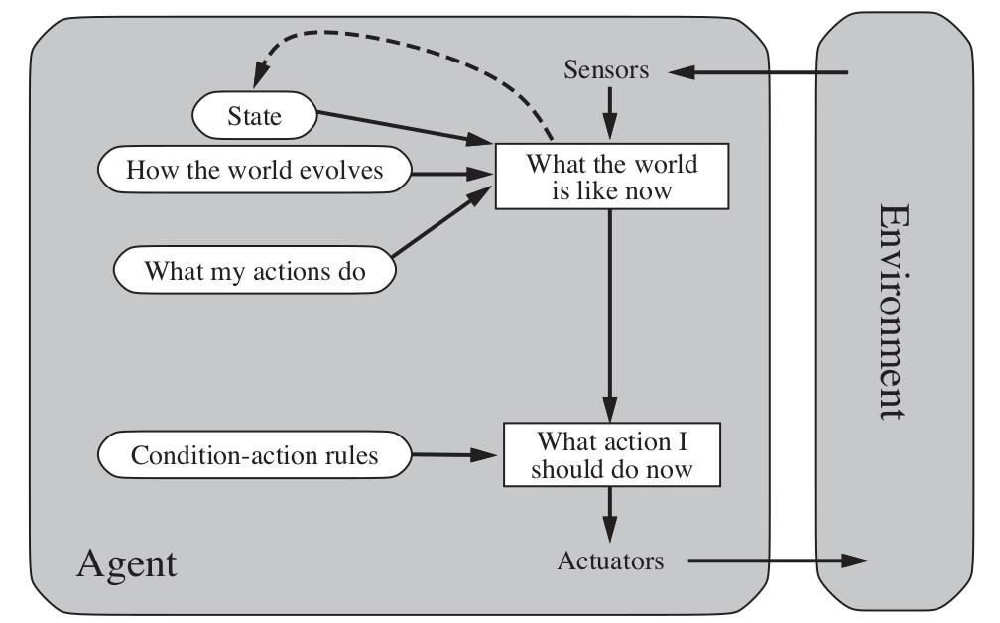 Sensors
State
How the world evolves
What the world
is like now
What my actions do
Environment
Condition-action rules
What action I
should do now
Agent
Actuators